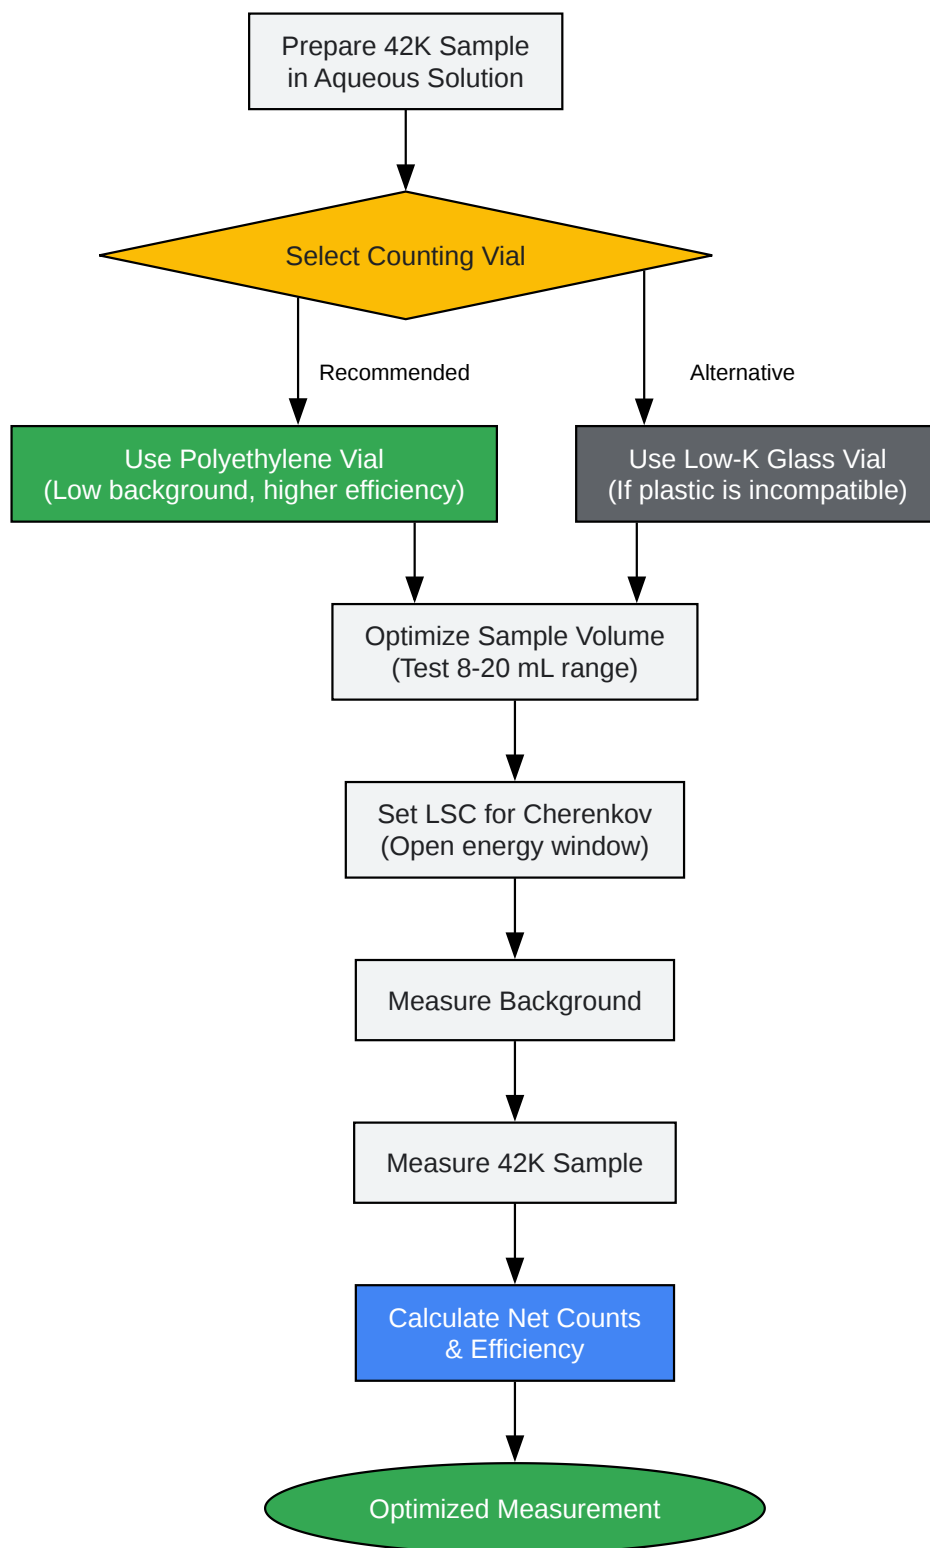 Prepare 42K Sample
in Aqueous Solution
Select Counting Vial
Recommended
Alternative
Use Polyethylene Vial
(Low background, higher efficiency)
Use Low-K Glass Vial
(If plastic is incompatible)
Optimize Sample Volume
(Test 8-20 mL range)
Set LSC for Cherenkov
(Open energy window)
Measure Background
Measure 42K Sample
Calculate Net Counts
& Efficiency
Optimized Measurement